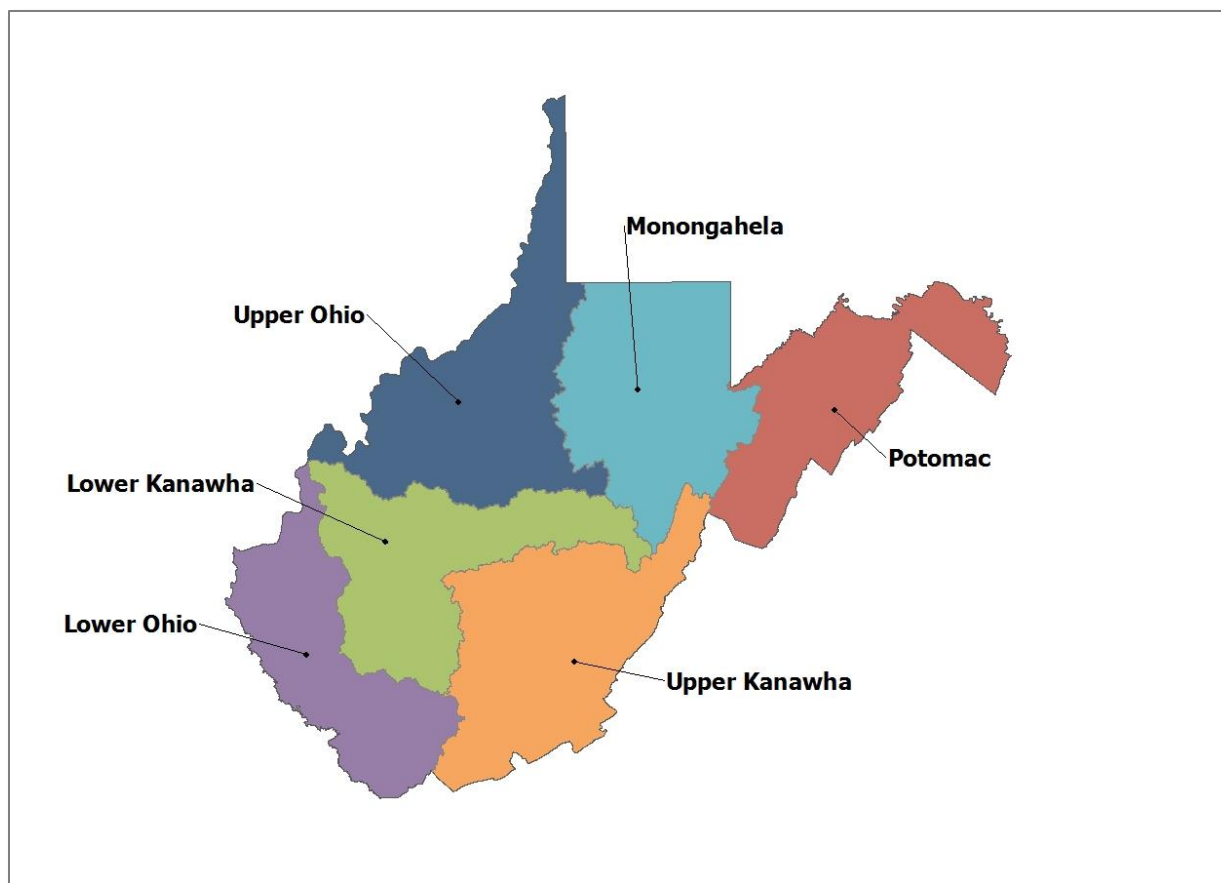 Monongahela
Upper Ohio
Potomac
Lower Kanawha
Lower Ohio
Upper Kanawha